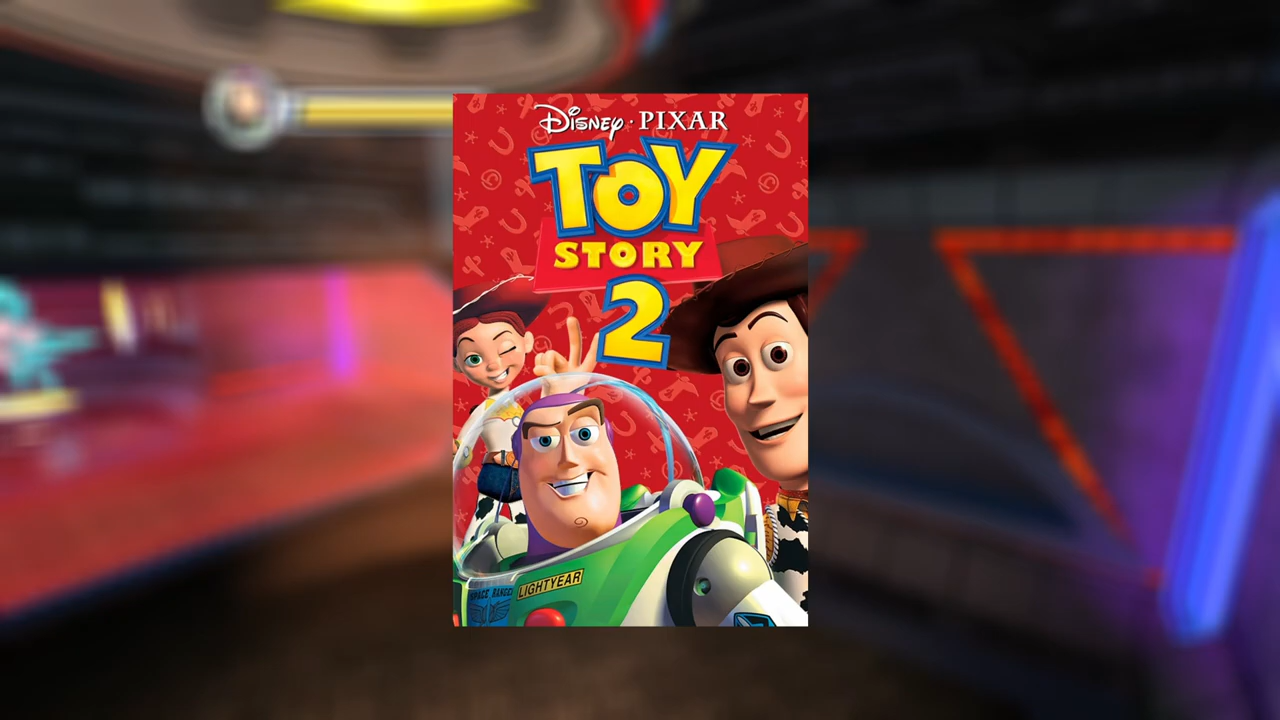 Disney · PIXAR
TOY
STORY
2
LIGHTYEAR
SPACE RANGER